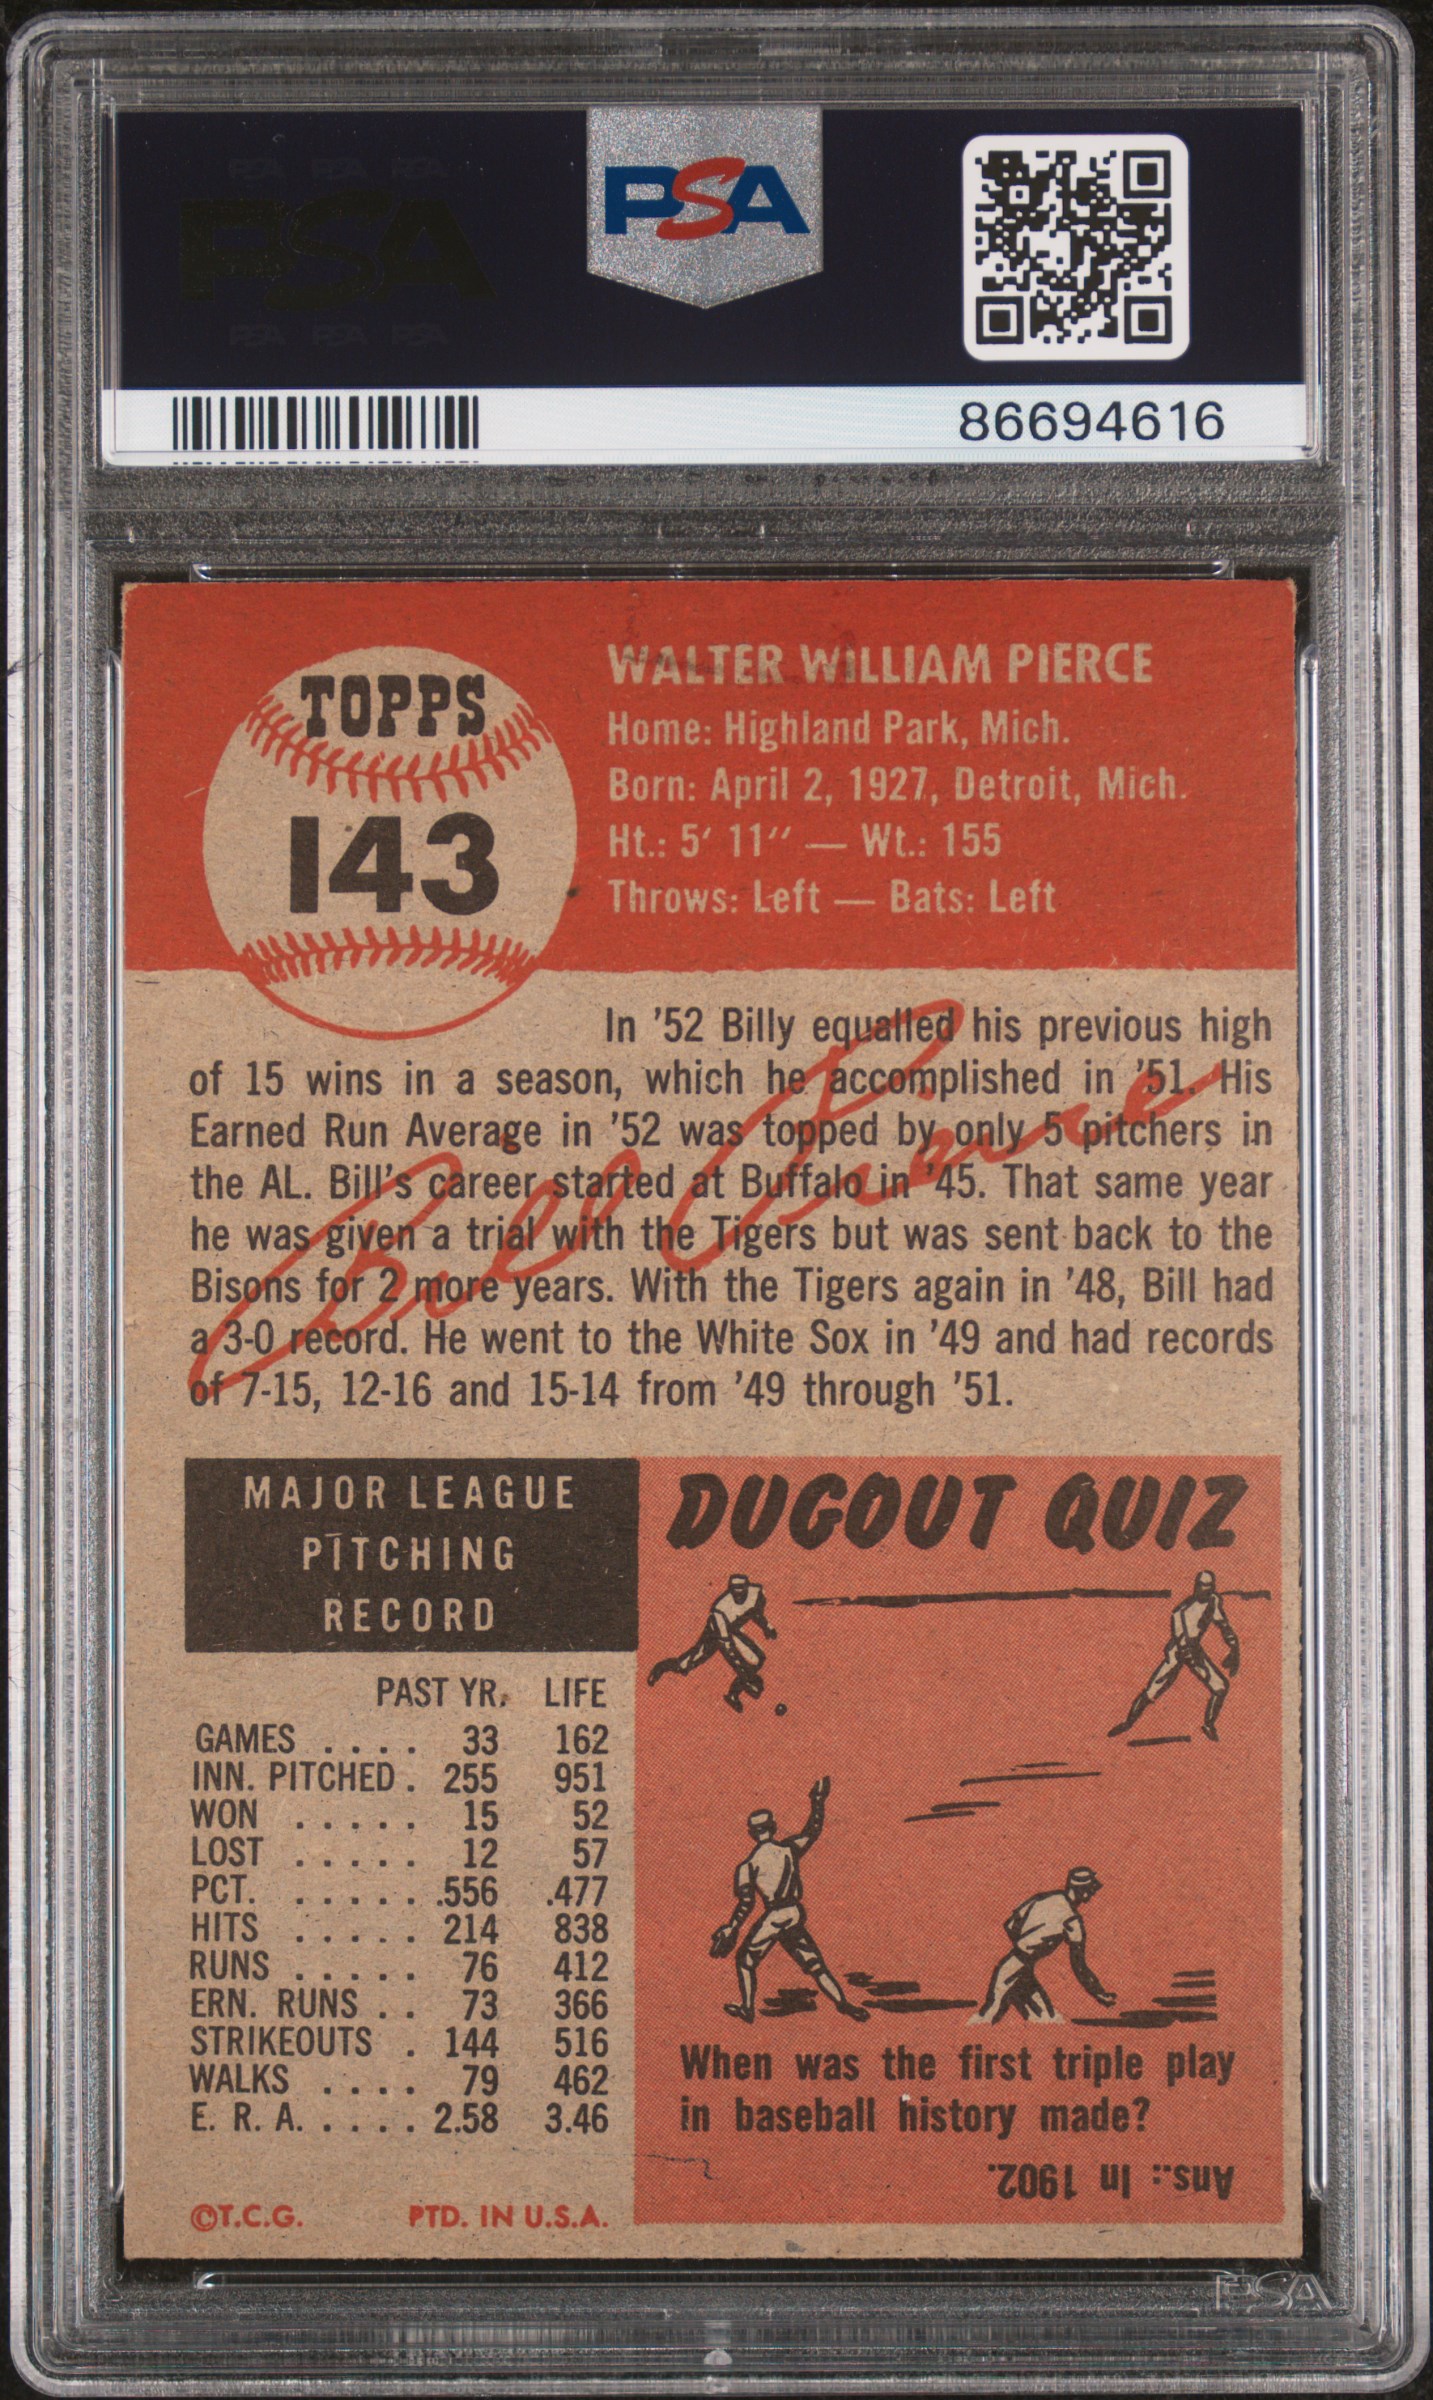 PSA PSA PSA
PSA
PSA PSA PSA
PSA
86694616
TOPPS
143
WALTER WILLIAM PIERCE
Home: Highland Park, Mich.
Born: April 2, 1927, Detroit, Mich.
Ht.: 5′ 11″ — Wt.: 155
Throws: Left — Bats: Left
In '52 Billy equalled his previous high
of 15 wins in a season, which he accomplished in '51. His
Earned Run Average in '52 was topped by only 5 pitchers in
the AL. Bill's career started at Buffalo in '45. That same year
he was given a trial with the Tigers but was sent back to the
Bisons for 2 more years. With the Tigers again in '48, Bill had
a 3-0 record. He went to the White Sox in '49 and had records
of 7-15, 12-16 and 15-14 from '49 through '51.
Bill Pierce
MAJOR LEAGUE
PITCHING
RECORD
PAST YR. LIFE
GAMES . . . . 33 162
INN. PITCHED . 255 951
WON . . . . . 15 52
LOST . . . . . 12 57
PCT. . . . . . .556 .477
HITS . . . . . 214 838
RUNS . . . . . 76 412
ERN. RUNS . . 73 366
STRIKEOUTS . 144 516
WALKS . . . . 79 462
E. R. A. . . . . 2.58 3.46
©T.C.G. PTD. IN U.S.A.
DUGOUT QUIZ
When was the first triple play
in baseball history made?
Ans.: In 1902.
PSA